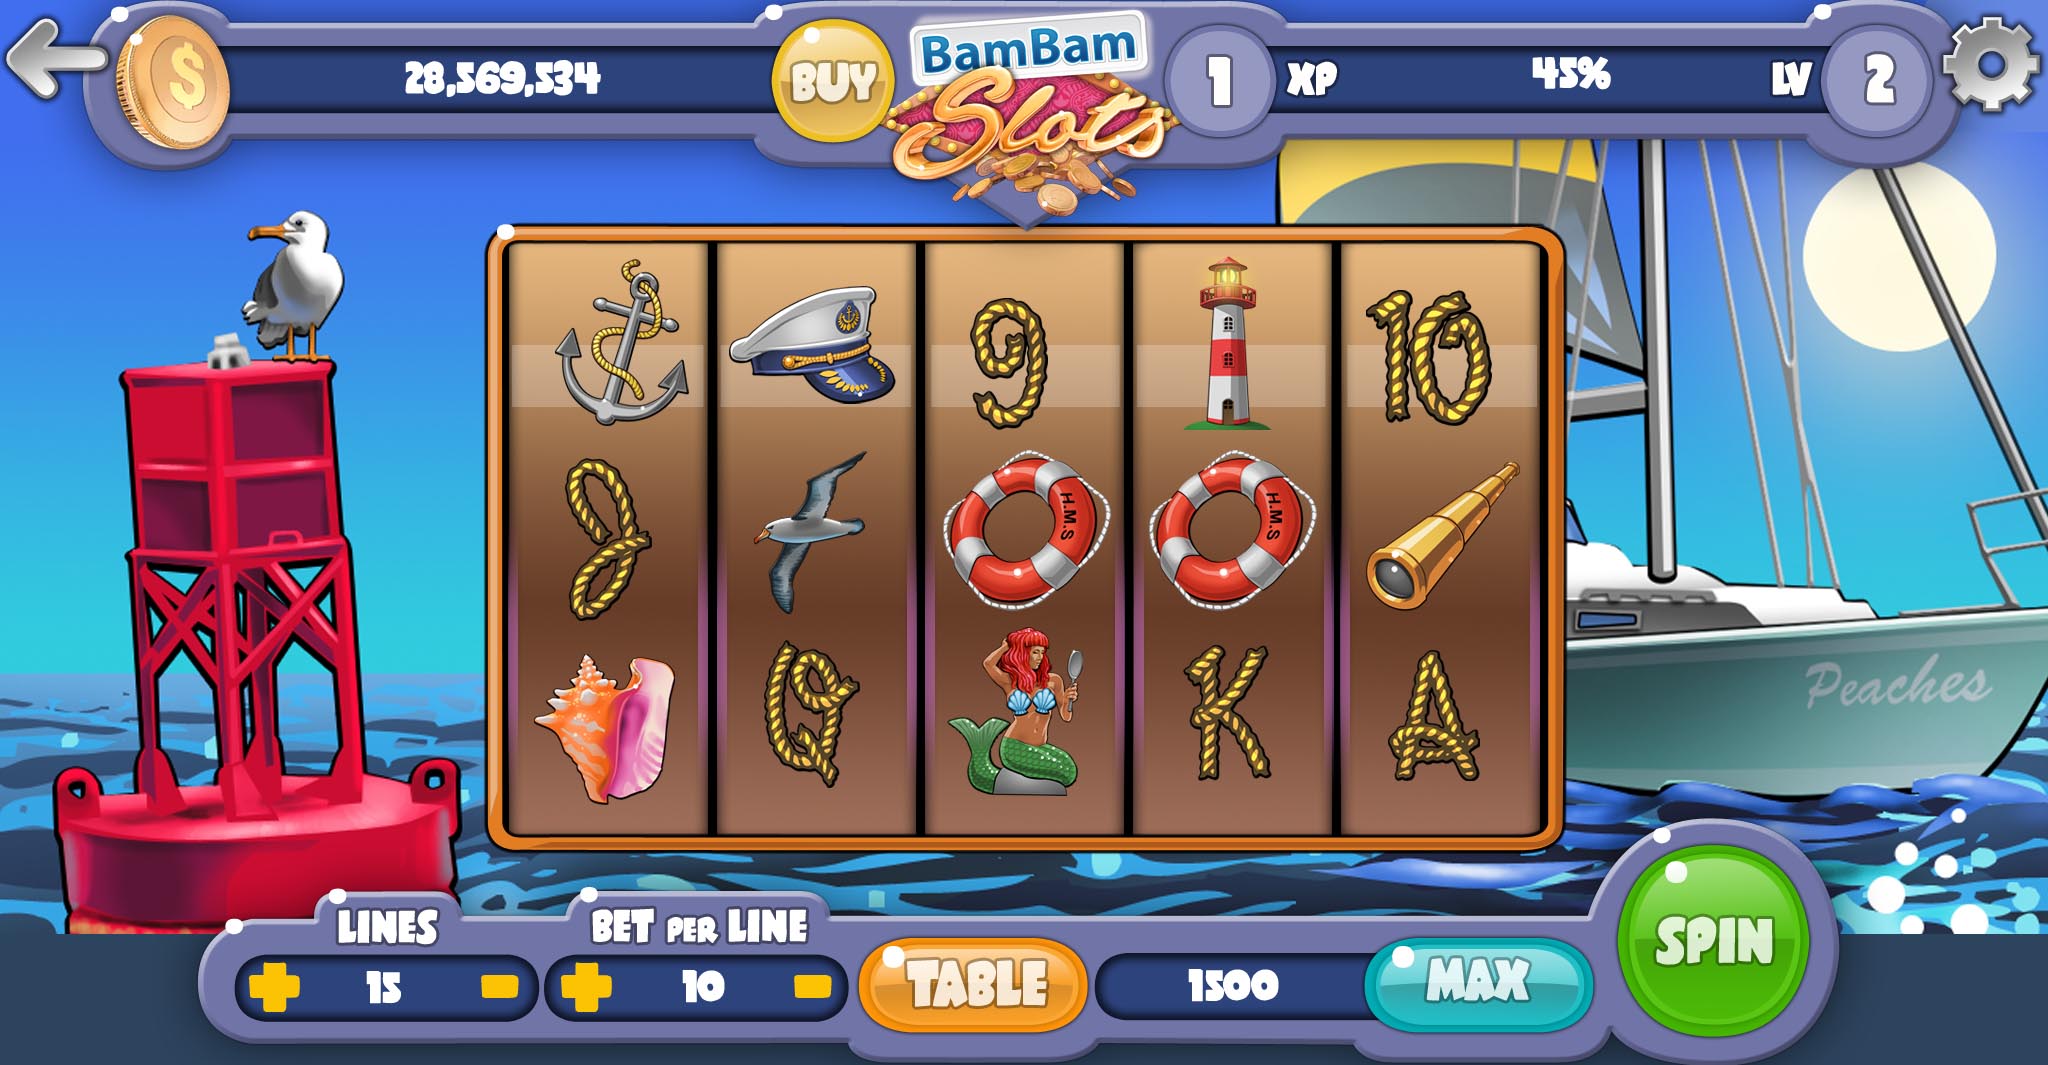 28,569,534
BUY
BamBam
Slots
1 XP
45%
LV 2
9
10
J
H.M.S
H.M.S
Q
K
A
Peaches
LINES
BET PER LINE
15
10
TABLE
1500
MAX
SPIN